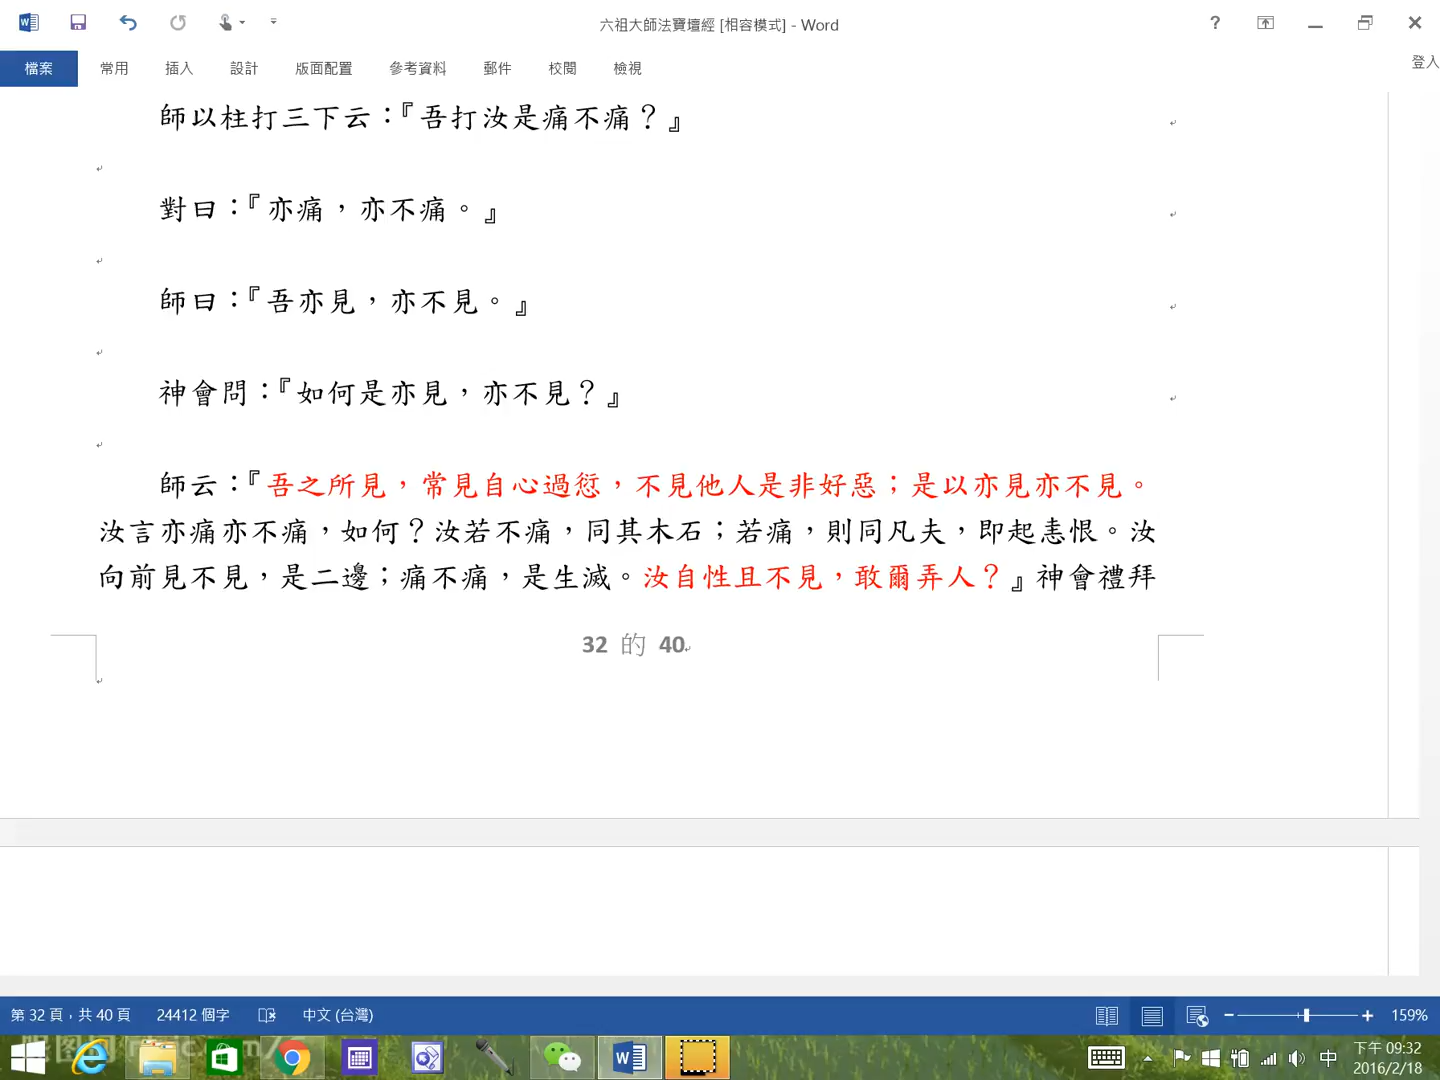 六祖大師法寶壇經 [相容模式] - Word
登入
檔案 常用 插入 設計 版面配置 參考資料 郵件 校閱 檢視
師以柱打三下云：『吾打汝是痛不痛？』
對曰：『亦痛，亦不痛。』
師曰：『吾亦見，亦不見。』
神會問：『如何是亦見，亦不見？』
師云：『吾之所見，常見自心過愆，不見他人是非好惡；是以亦見亦不見。
汝言亦痛亦不痛，如何？汝若不痛，同其木石；若痛，則同凡夫，即起恚恨。汝
向前見不見，是二邊；痛不痛，是生滅。汝自性且不見，敢爾弄人？』神會禮拜
32 的 40
第 32 頁，共 40 頁 24412 個字 中文 (台灣) 159%
中
下午 09:32
2016/2/18